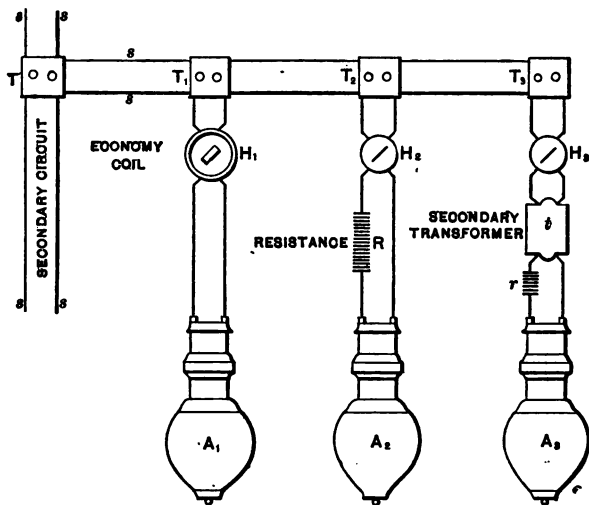 s s
s
T T₁ T₂ T₃
s
ECONOMY
COIL
H₁ H₂ H₃
SECONDARY CIRCUIT
SECONDARY
TRANSFORMER
t
RESISTANCE R
r
s s
A₁ A₂ A₃